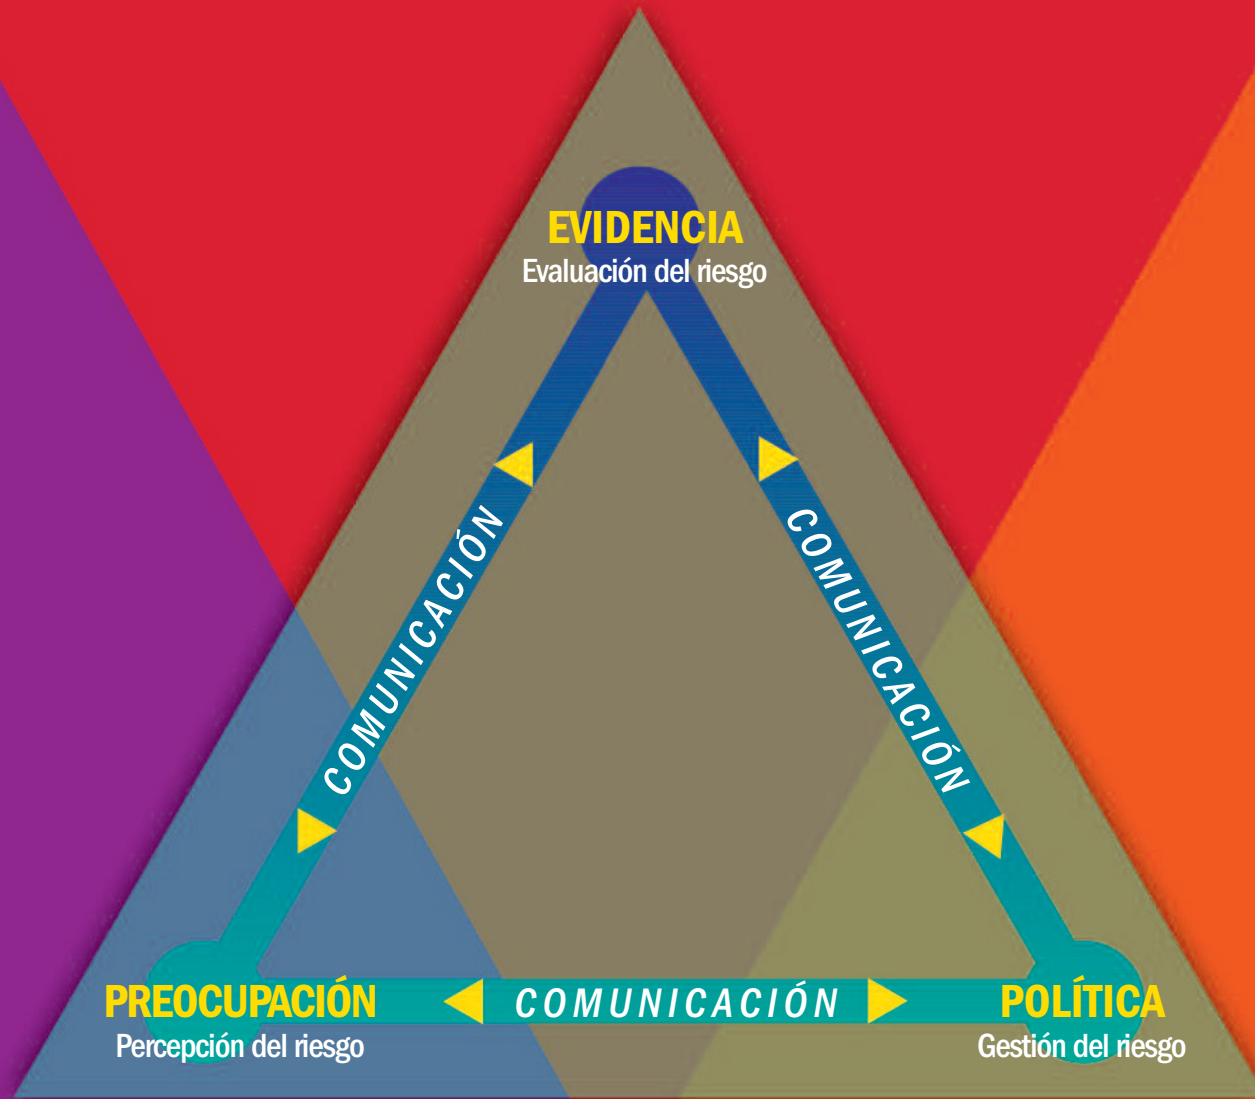 EVIDENCIA
Evaluación del riesgo
COMUNICACIÓN
COMUNICACIÓN
PREOCUPACIÓN
Percepción del riesgo
COMUNICACIÓN
POLÍTICA
Gestión del riesgo